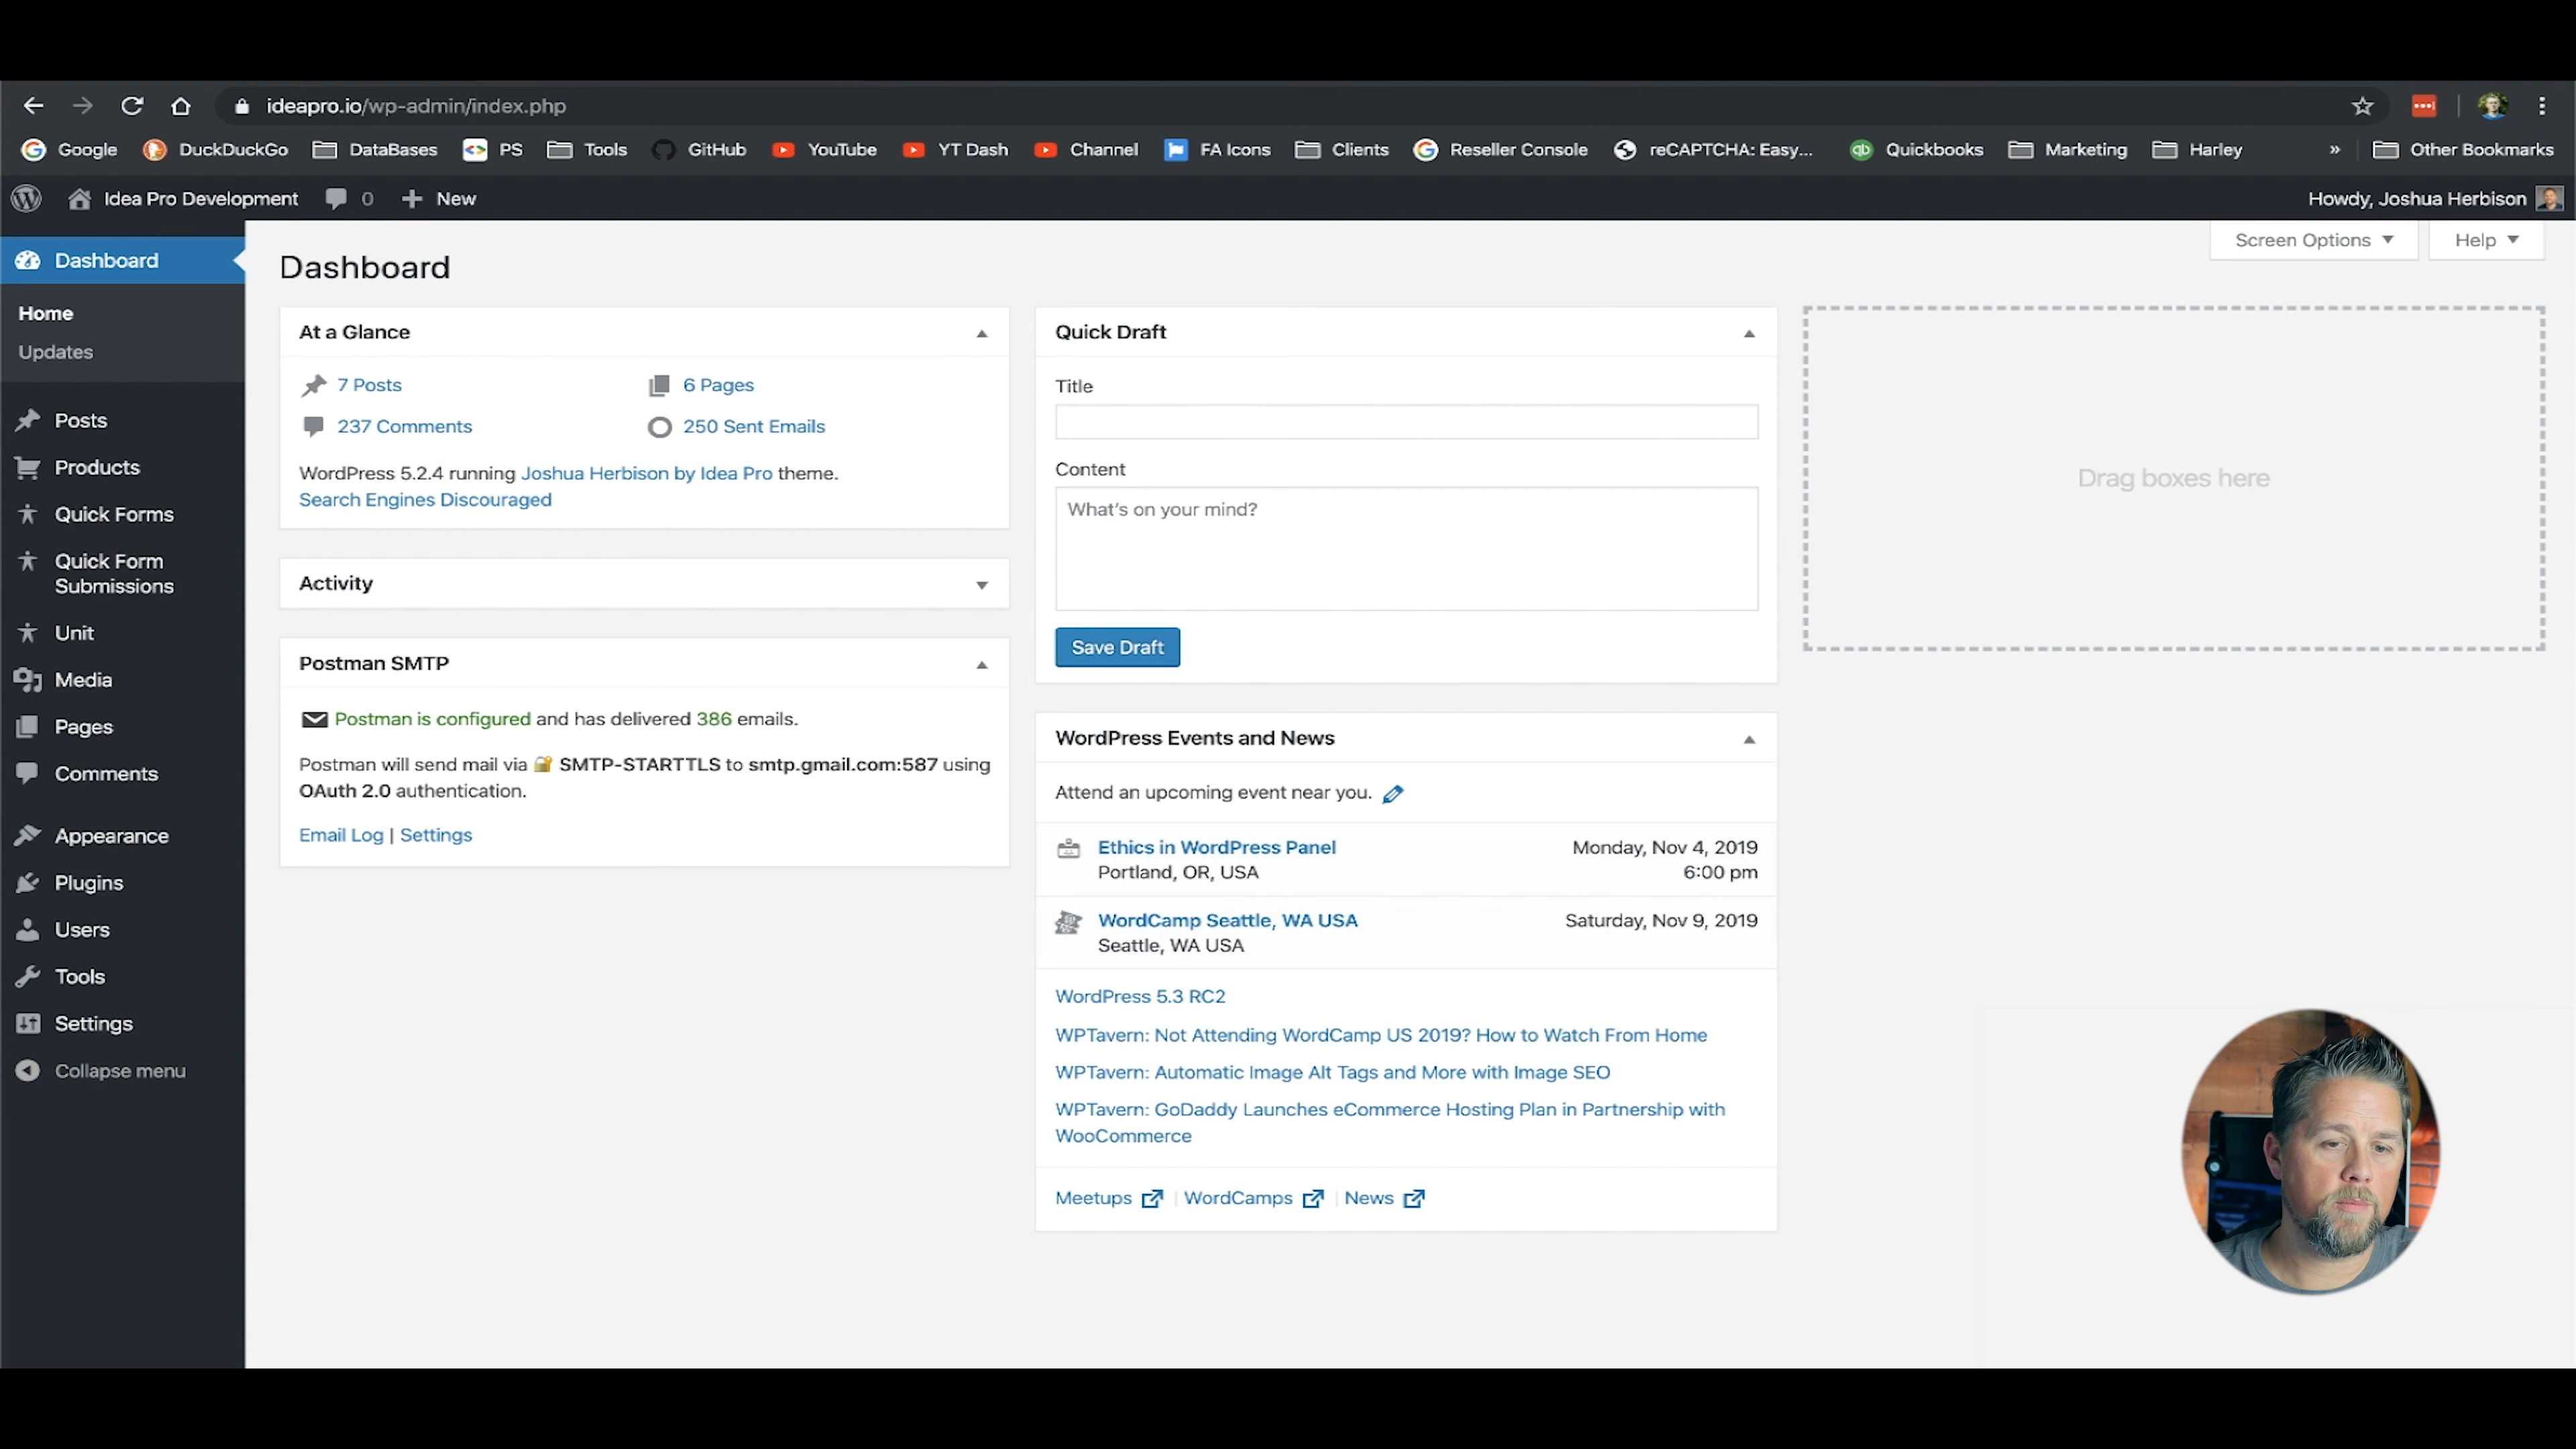 ideapro.io/wp-admin/index.php
Google DuckDuckGo DataBases PS Tools GitHub YouTube YT Dash Channel FA Icons Clients Reseller Console reCAPTCHA: Easy... Quickbooks Marketing Harley » Other Bookmarks
Idea Pro Development 0 + New Howdy, Joshua Herbison
Screen Options Help
Dashboard
Home
Updates
Posts
Products
Quick Forms
Quick Form
Submissions
Unit
Media
Pages
Comments
Appearance
Plugins
Users
Tools
Settings
Collapse menu
Dashboard
At a Glance
7 Posts 6 Pages
237 Comments 250 Sent Emails
WordPress 5.2.4 running Joshua Herbison by Idea Pro theme.
Search Engines Discouraged
Activity
Postman SMTP
Postman is configured and has delivered 386 emails.
Postman will send mail via 🔐 SMTP-STARTTLS to smtp.gmail.com:587 using
OAuth 2.0 authentication.
Email Log | Settings
Quick Draft
Title
Content
What's on your mind?
Save Draft
WordPress Events and News
Attend an upcoming event near you.
Ethics in WordPress Panel Monday, Nov 4, 2019
Portland, OR, USA 6:00 pm
WordCamp Seattle, WA USA Saturday, Nov 9, 2019
Seattle, WA USA
WordPress 5.3 RC2
WPTavern: Not Attending WordCamp US 2019? How to Watch From Home
WPTavern: Automatic Image Alt Tags and More with Image SEO
WPTavern: GoDaddy Launches eCommerce Hosting Plan in Partnership with
WooCommerce
Meetups | WordCamps | News
Drag boxes here